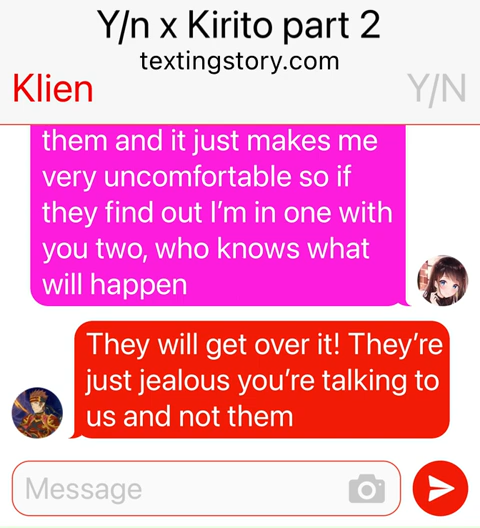 Y/n x Kirito part 2
textingstory.com
Klien
Y/N
them and it just makes me
very uncomfortable so if
they find out I'm in one with
you two, who knows what
will happen
They will get over it! They're
just jealous you're talking to
us and not them
Message